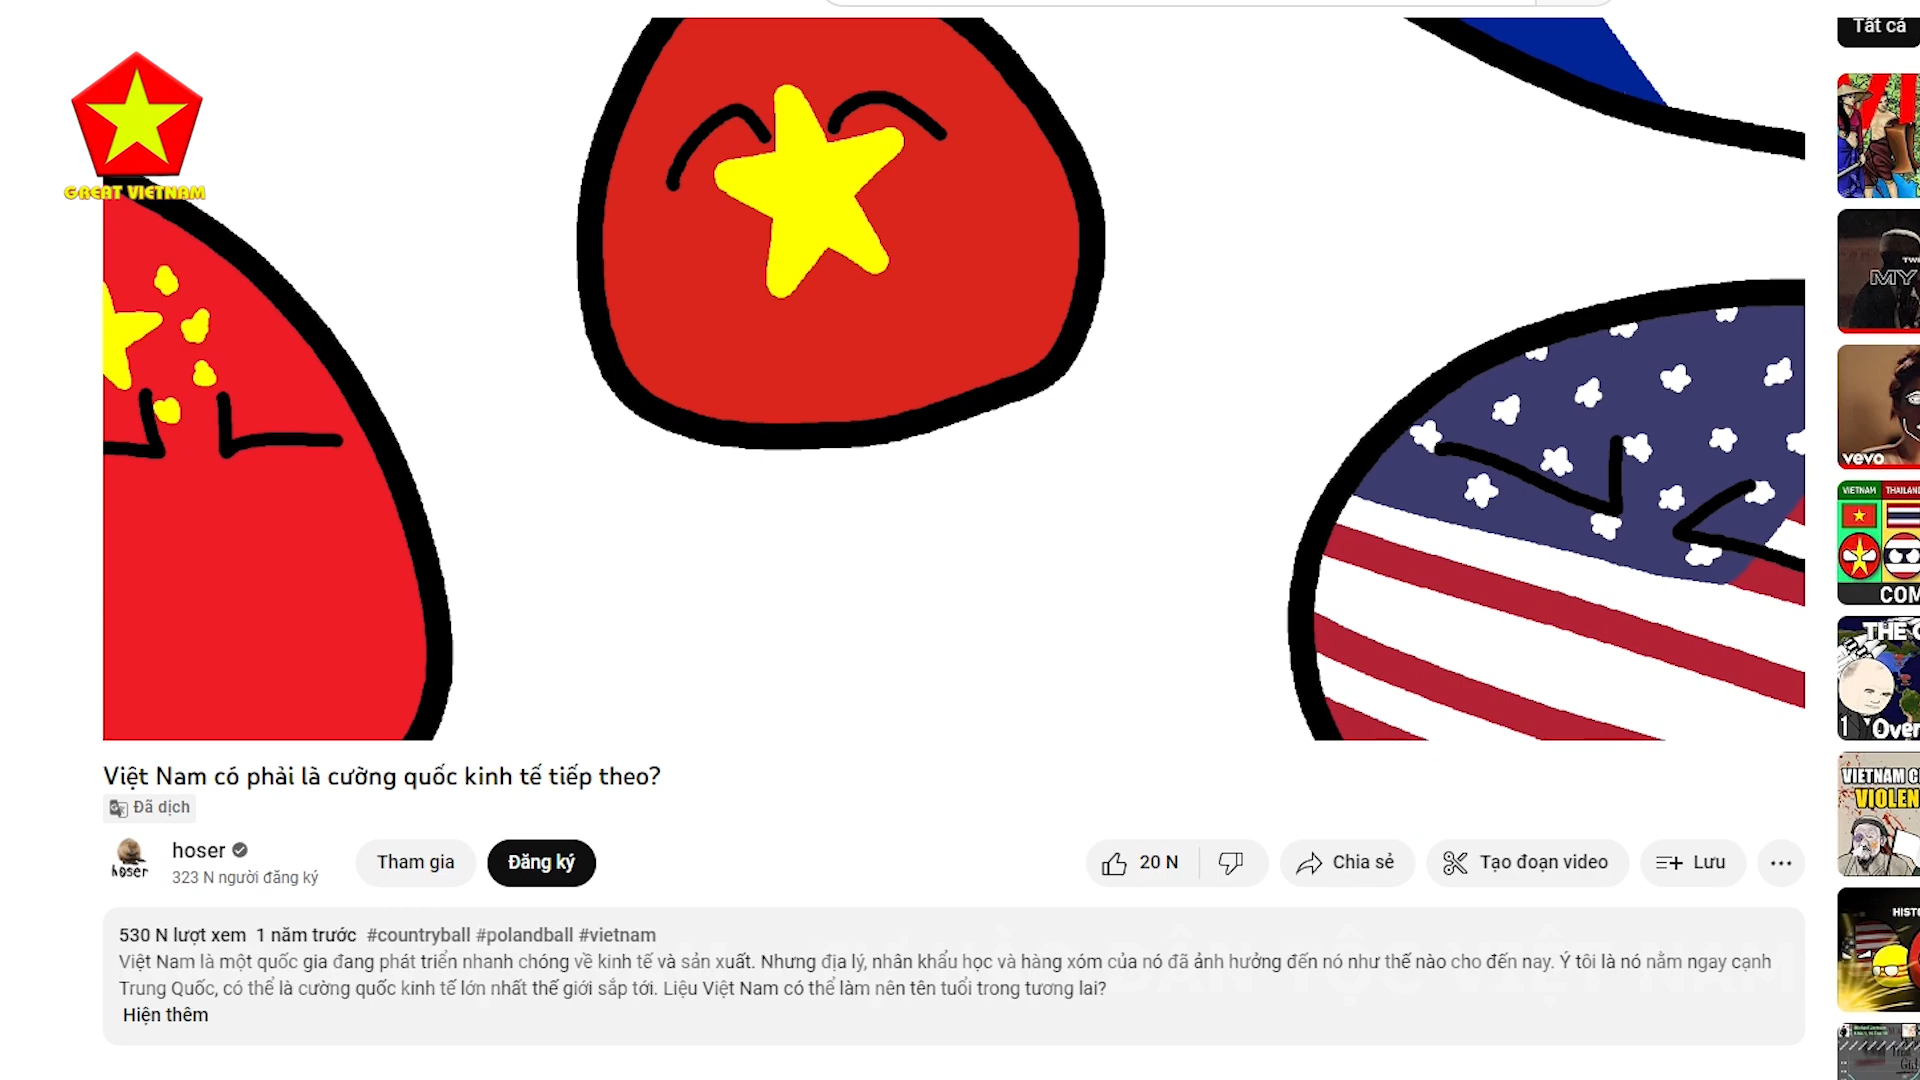 Tất cả
GREAT VIETNAM
MY
vevo
VIETNAM THAILAND
COM
THE
Over
VIETNAM
VIOLEN
HIST
Việt Nam có phải là cường quốc kinh tế tiếp theo?
Đã dịch
hoser
323 N người đăng ký
hoser
Tham gia
Đăng ký
20 N
Chia sẻ
Tạo đoạn video
Lưu
530 N lượt xem 1 năm trước #countryball #polandball #vietnam
Việt Nam là một quốc gia đang phát triển nhanh chóng về kinh tế và sản xuất. Nhưng địa lý, nhân khẩu học và hàng xóm của nó đã ảnh hưởng đến nó như thế nào cho đến nay. Ý tôi là nó nằm ngay cạnh
Trung Quốc, có thể là cường quốc kinh tế lớn nhất thế giới sắp tới. Liệu Việt Nam có thể làm nên tên tuổi trong tương lai?
Hiện thêm